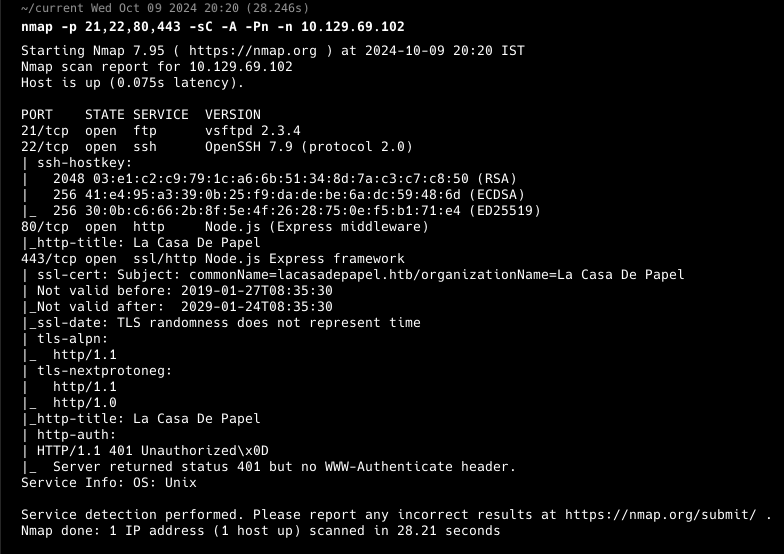 ~/current Wed Oct 09 2024 20:20 (28.246s)
nmap -p 21,22,80,443 -sC -A -Pn -n 10.129.69.102
Starting Nmap 7.95 ( https://nmap.org ) at 2024-10-09 20:20 IST
Nmap scan report for 10.129.69.102
Host is up (0.075s latency).
PORT    STATE SERVICE  VERSION
21/tcp  open  ftp      vsftpd 2.3.4
22/tcp  open  ssh      OpenSSH 7.9 (protocol 2.0)
| ssh-hostkey:
|   2048 03:e1:c2:c9:79:1c:a6:6b:51:34:8d:7a:c3:c7:c8:50 (RSA)
|   256 41:e4:95:a3:39:0b:25:f9:da:de:be:6a:dc:59:48:6d (ECDSA)
|_  256 30:0b:c6:66:2b:8f:5e:4f:26:28:75:0e:f5:b1:71:e4 (ED25519)
80/tcp  open  http     Node.js (Express middleware)
|_http-title: La Casa De Papel
443/tcp open  ssl/http Node.js Express framework
| ssl-cert: Subject: commonName=lacasadepapel.htb/organizationName=La Casa De Papel
| Not valid before: 2019-01-27T08:35:30
|_Not valid after:  2029-01-24T08:35:30
|_ssl-date: TLS randomness does not represent time
| tls-alpn:
|_  http/1.1
| tls-nextprotoneg:
|   http/1.1
|_  http/1.0
|_http-title: La Casa De Papel
| http-auth:
| HTTP/1.1 401 Unauthorized\x0D
|_  Server returned status 401 but no WWW-Authenticate header.
Service Info: OS: Unix
Service detection performed. Please report any incorrect results at https://nmap.org/submit/ .
Nmap done: 1 IP address (1 host up) scanned in 28.21 seconds